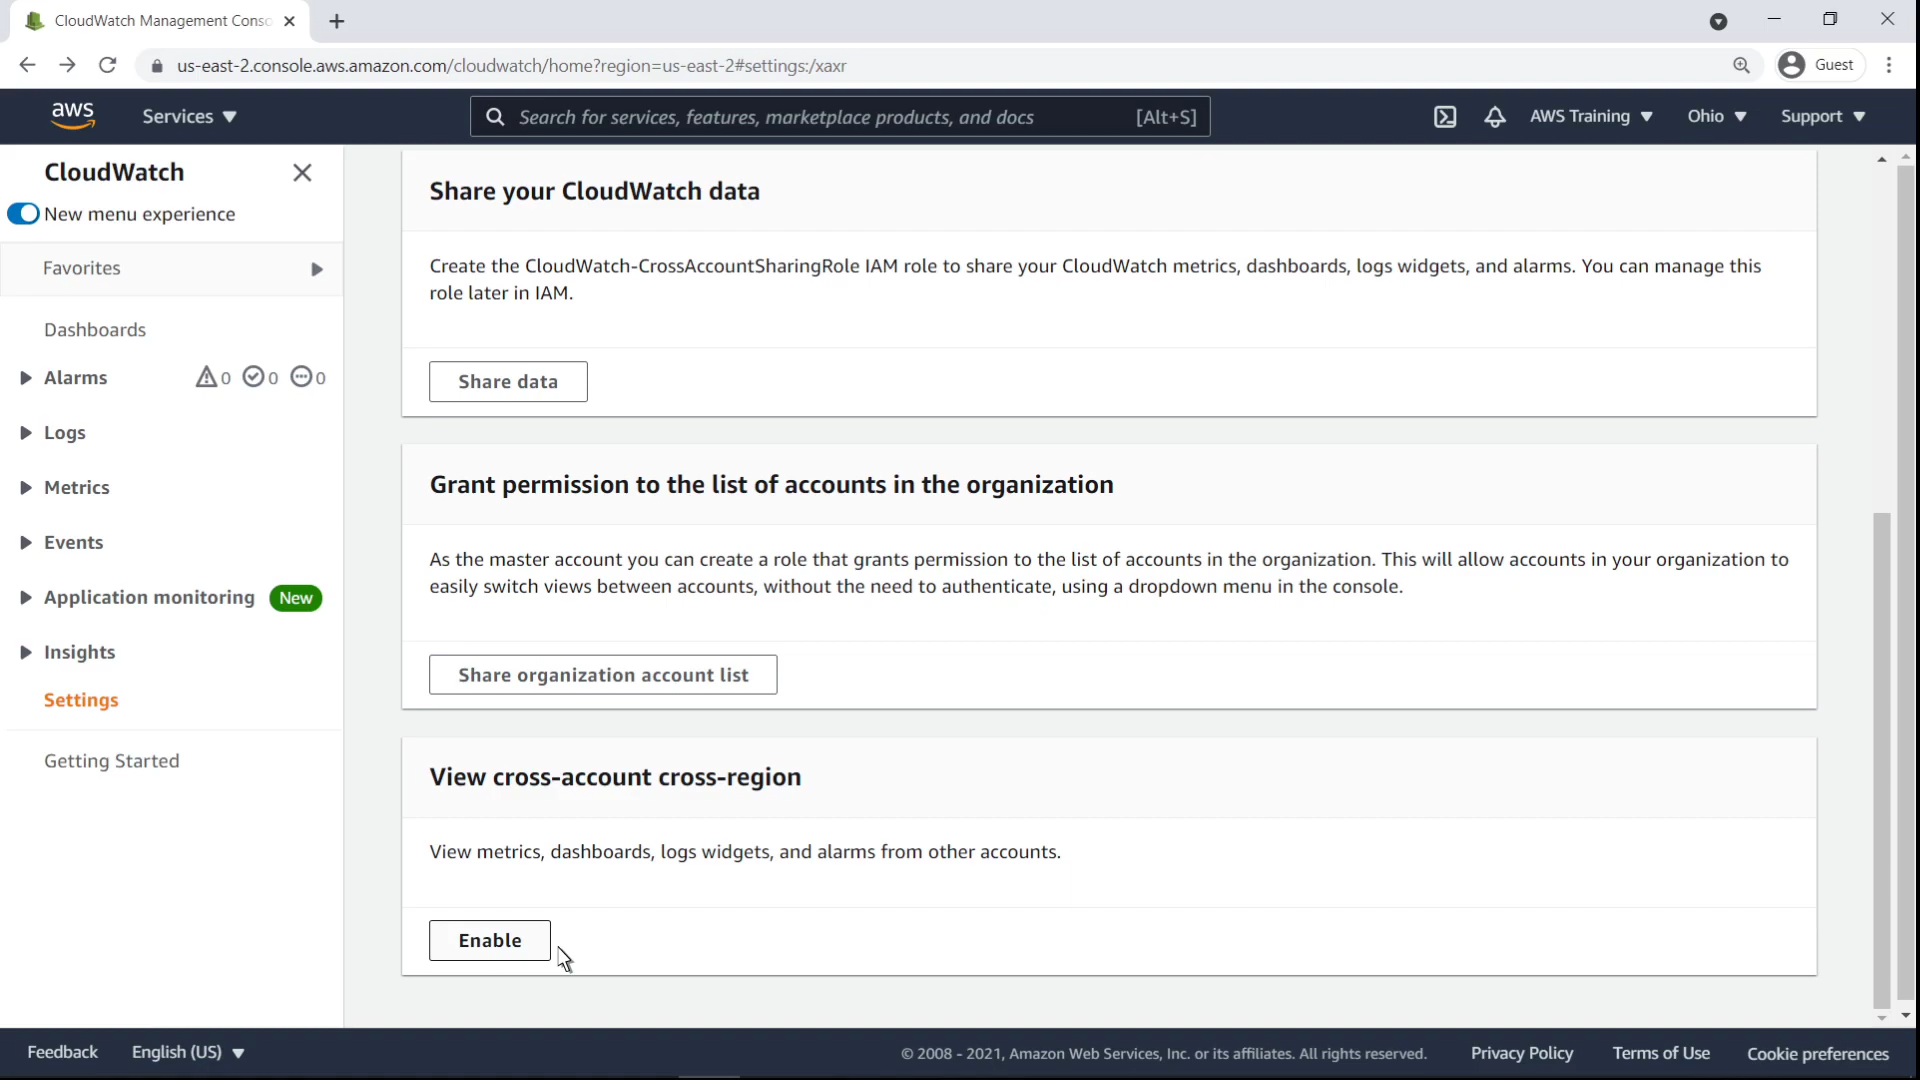 CloudWatch Management Conso
us-east-2.console.aws.amazon.com/cloudwatch/home?region=us-east-2#settings:/xaxr
Guest
aws
Services
Search for services, features, marketplace products, and docs
[Alt+S]
AWS Training
Ohio
Support
CloudWatch
New menu experience
Favorites
Dashboards
Alarms
0
0
0
Logs
Metrics
Events
Application monitoring
New
Insights
Settings
Getting Started
Share your CloudWatch data
Create the CloudWatch-CrossAccountSharingRole IAM role to share your CloudWatch metrics, dashboards, logs widgets, and alarms. You can manage this
role later in IAM.
Share data
Grant permission to the list of accounts in the organization
As the master account you can create a role that grants permission to the list of accounts in the organization. This will allow accounts in your organization to
easily switch views between accounts, without the need to authenticate, using a dropdown menu in the console.
Share organization account list
View cross-account cross-region
View metrics, dashboards, logs widgets, and alarms from other accounts.
Enable
Feedback
English (US)
© 2008 - 2021, Amazon Web Services, Inc. or its affiliates. All rights reserved.
Privacy Policy
Terms of Use
Cookie preferences